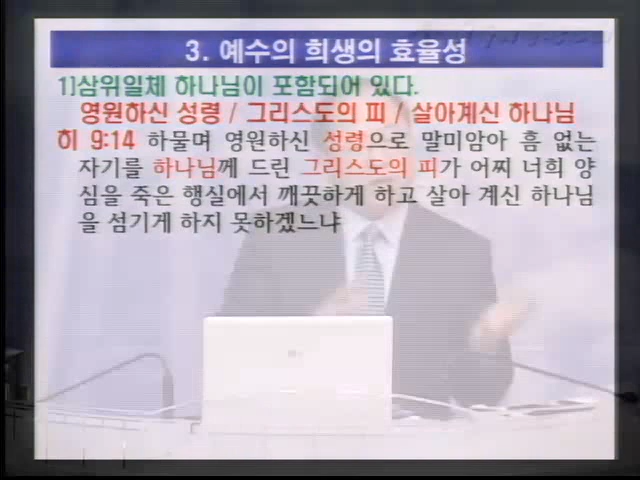 3. 예수의 희생의 효율성
1]삼위일체 하나님이 포함되어 있다.
영원하신 성령 / 그리스도의 피 / 살아계신 하나님
히 9:14 하물며 영원하신 성령으로 말미암아 흠 없는
자기를 하나님께 드린 그리스도의 피가 어찌 너희 양
심을 죽은 행실에서 깨끗하게 하고 살아 계신 하나님
을 섬기게 하지 못하겠느냐